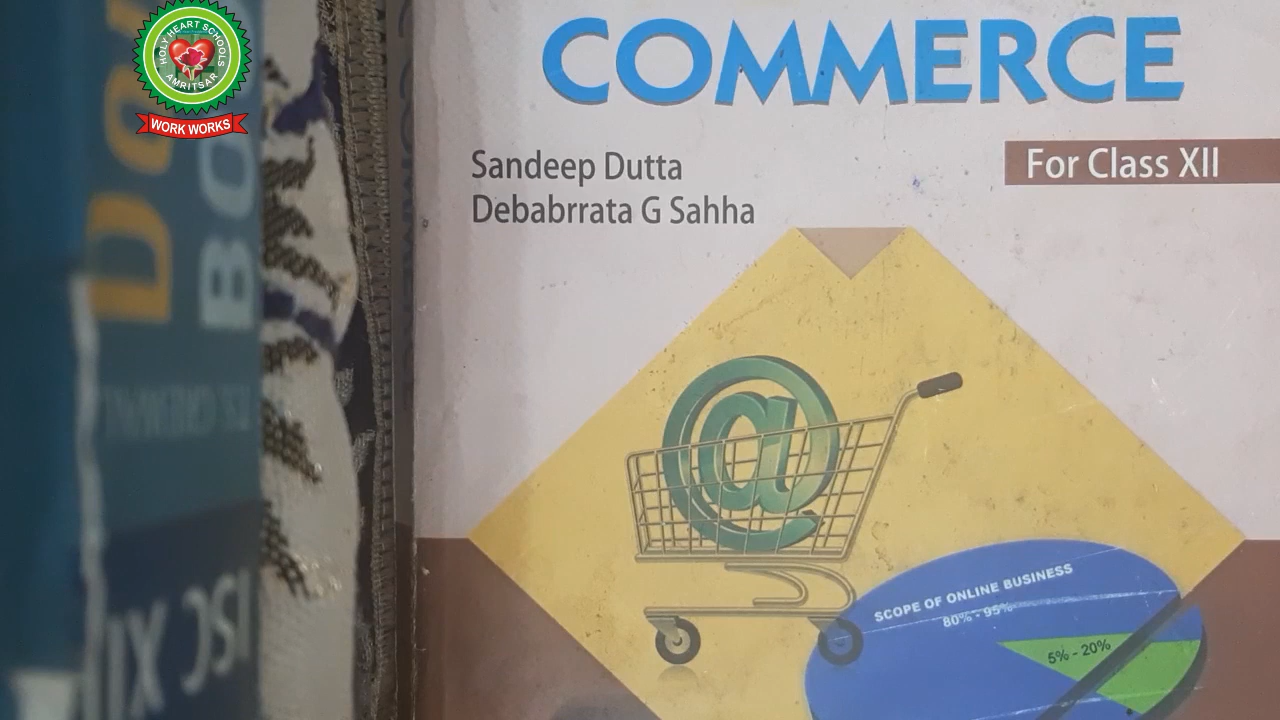 HOLY HEART SCHOOLS
AMRITSAR
WORK WORKS
COMMERCE
Sandeep Dutta
Debabrrata G Sahha
For Class XII
@
SCOPE OF ONLINE BUSINESS
80% - 95%
5% - 20%
ISC XII